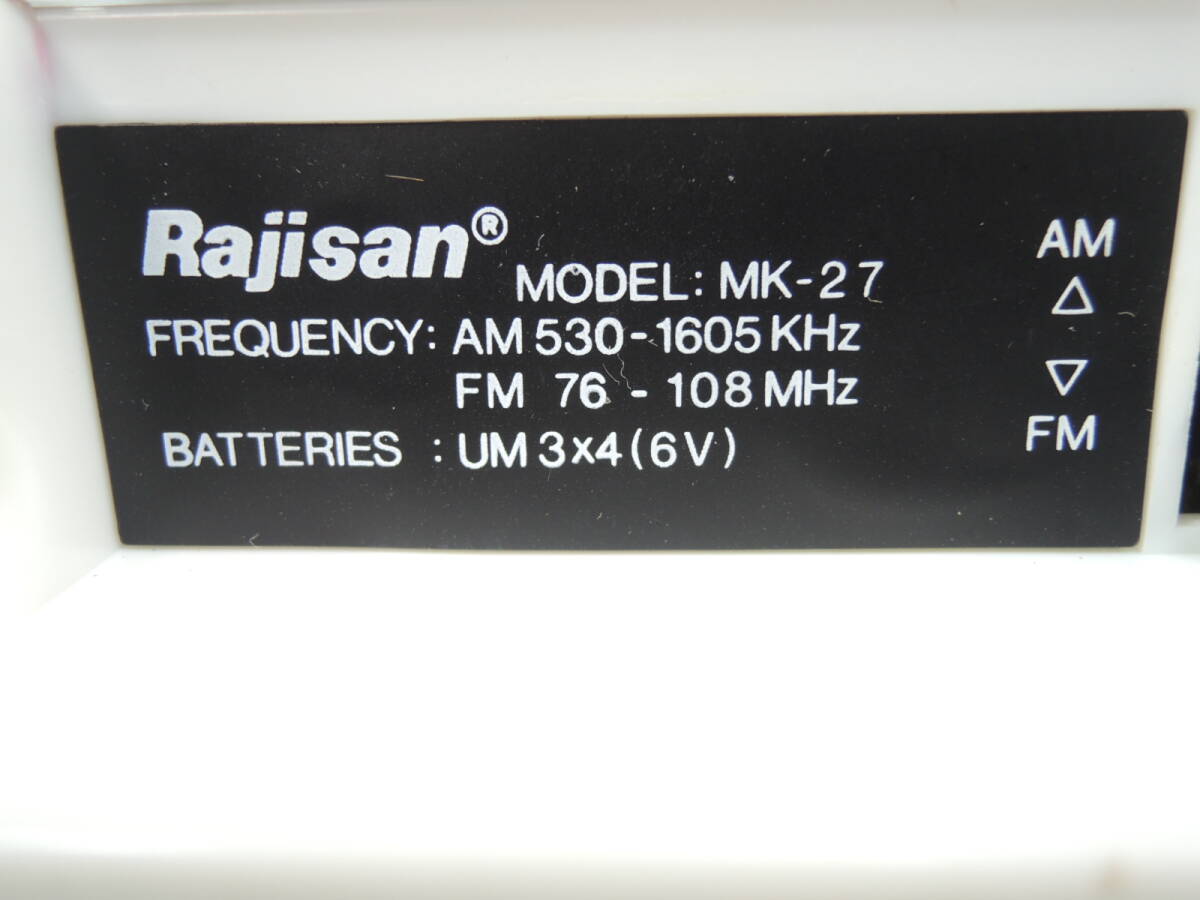 Rajisan®
MODEL: MK-27
FREQUENCY: AM 530-1605 KHz
FM 76 - 108 MHz
BATTERIES : UM 3x4 (6V)
AM
△
▽
FM